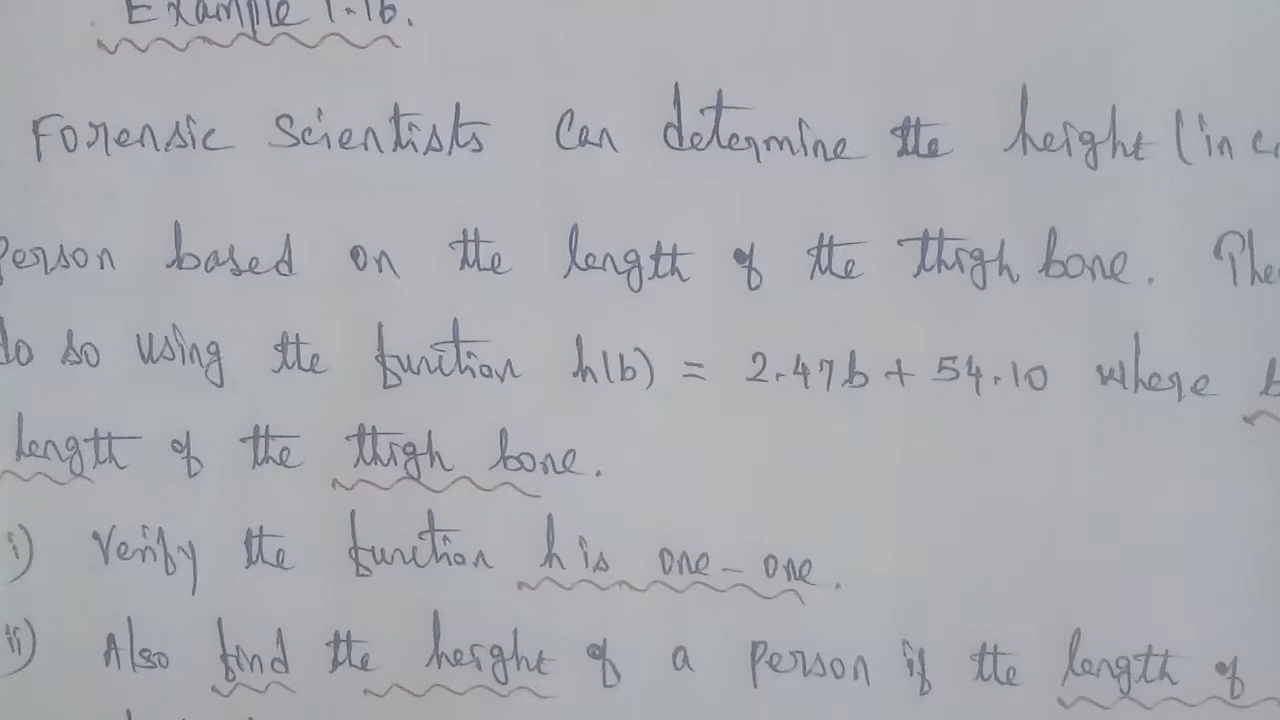 Example 1.16.
Forensic Scientists can determine the height (in
person based on the length of the thigh bone.
do so using the function h(b) = 2.47b + 54.10 where b
length of the thigh bone.
i) Verify the function h is one-one.
ii) Also find the height of a person if the length of